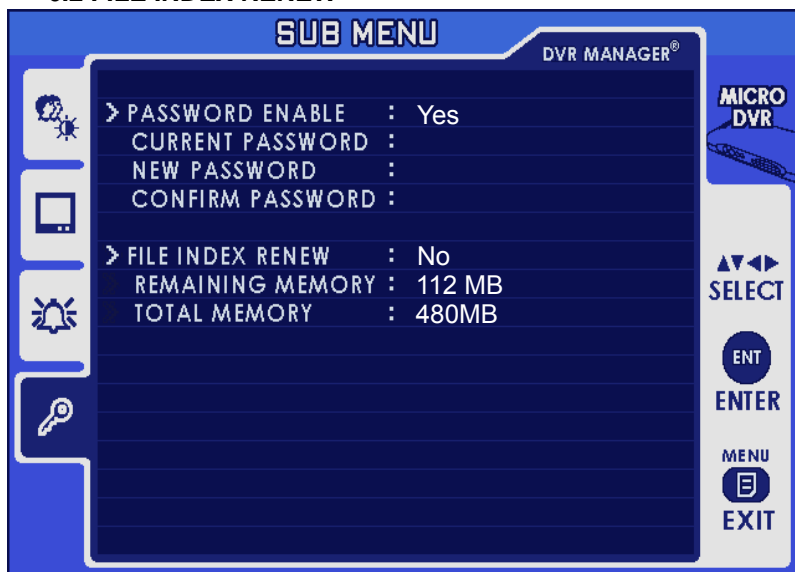 SUB MENU
DVR MANAGER®
MICRO
DVR
> PASSWORD ENABLE : Yes
CURRENT PASSWORD :
NEW PASSWORD :
CONFIRM PASSWORD :
> FILE INDEX RENEW : No
REMAINING MEMORY : 112 MB
TOTAL MEMORY : 480MB
SELECT
ENT
ENTER
MENU
EXIT